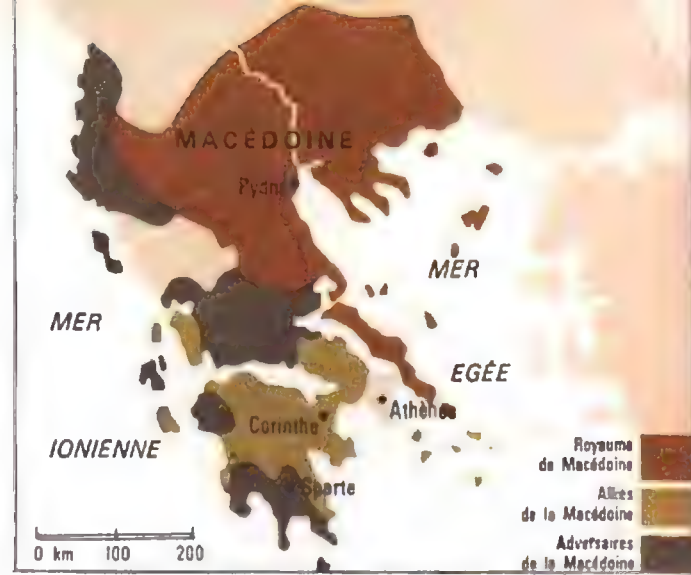 MACÉDOINE
MER
MER
EGÉE
Athènes
Corinthe
IONIENNE
Sparte
Royaume
de Macédoine
Alliés
de la Macédoine
Adversaires
de la Macédoine
0 km 100 200